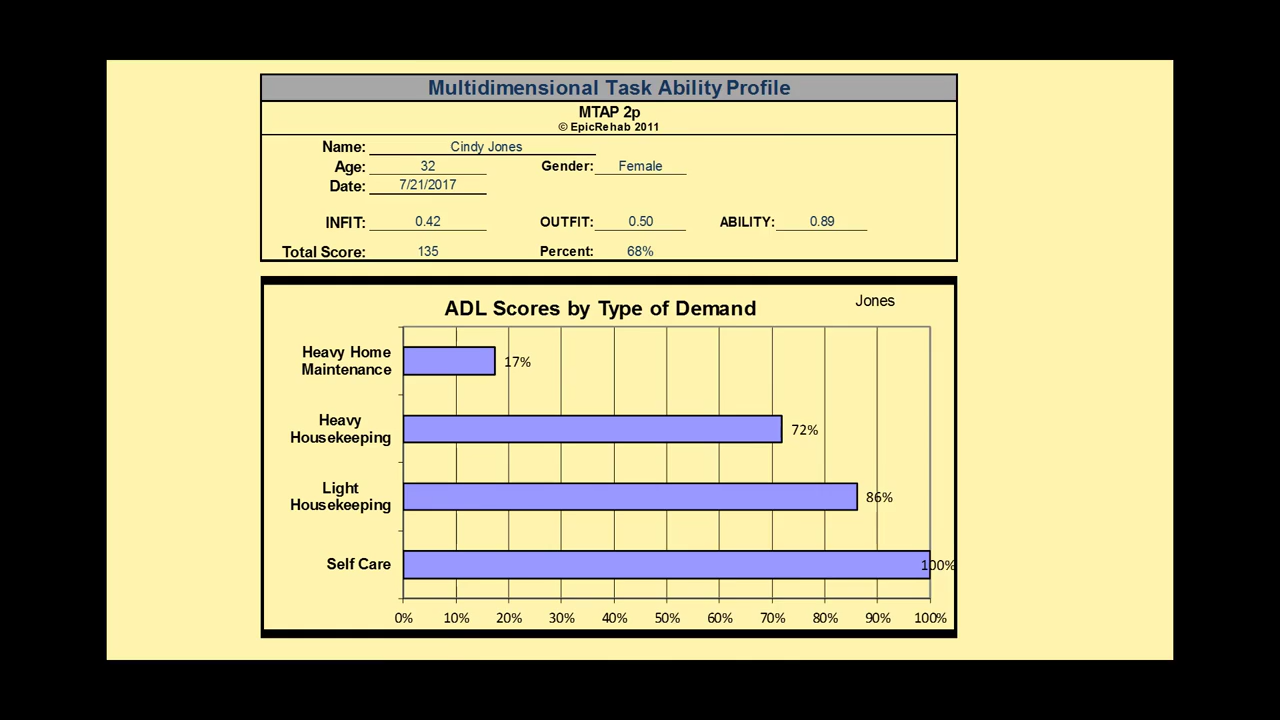 Multidimensional Task Ability Profile
MTAP 2p
© EpicRehab 2011
Name: Cindy Jones
Age: 32 Gender: Female
Date: 7/21/2017
INFIT: 0.42 OUTFIT: 0.50 ABILITY: 0.89
Total Score: 135 Percent: 68%
ADL Scores by Type of Demand Jones
Heavy Home
Maintenance
17%
Heavy
Housekeeping
72%
Light
Housekeeping
86%
Self Care 100%
0% 10% 20% 30% 40% 50% 60% 70% 80% 90% 100%